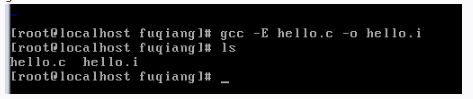 [root@localhost fuqiang]# gcc -E hello.c -o hello.i
[root@localhost fuqiang]# ls
hello.c  hello.i
[root@localhost fuqiang]# _